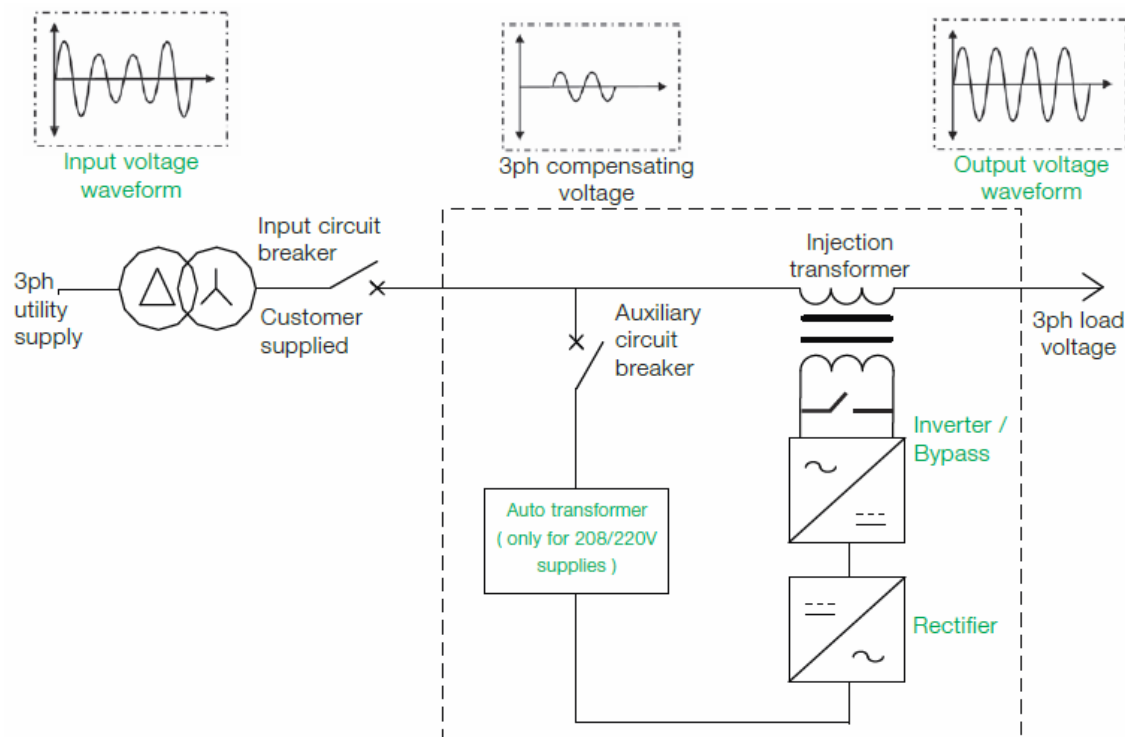 Input voltage
waveform
3ph compensating
voltage
Output voltage
waveform
Input circuit
breaker
3ph
utility
supply
Customer
supplied
Auxiliary
circuit
breaker
Injection
transformer
3ph load
voltage
Inverter /
Bypass
Auto transformer
( only for 208/220V
supplies )
Rectifier